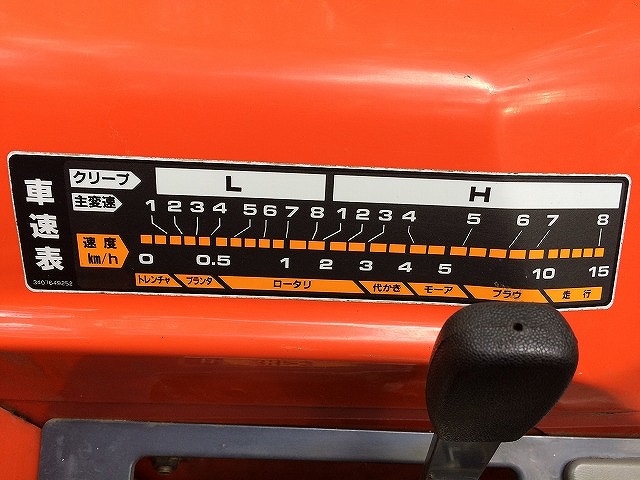 車速表
クリープ L H
主変速 1 2 3 4 5 6 7 8 1 2 3 4 5 6 7 8
速度 km/h
0 0.5 1 2 3 4 5 10 15
トレンチャ プランタ ロータリ 代かき モーア プラウ 走行